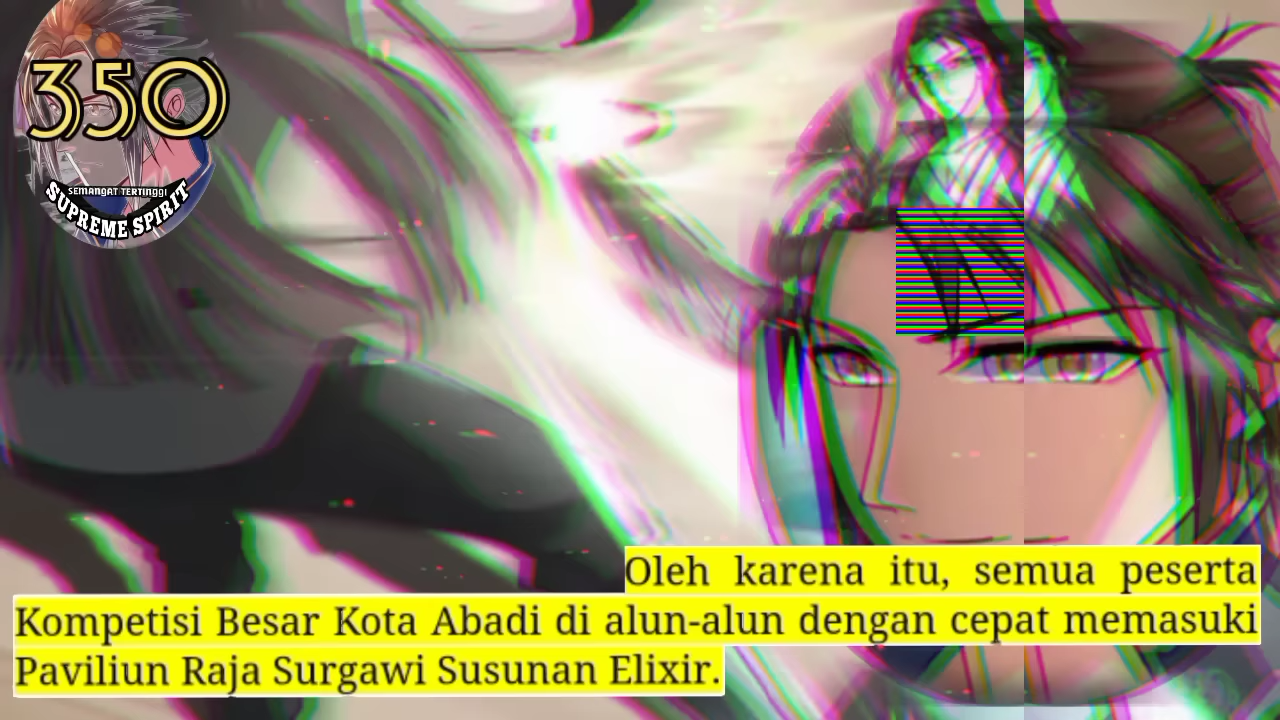 350
SEMANGAT TERTINGGI
SUPREME SPIRIT
Oleh karena itu, semua peserta
Kompetisi Besar Kota Abadi di alun-alun dengan cepat memasuki
Paviliun Raja Surgawi Susunan Elixir.